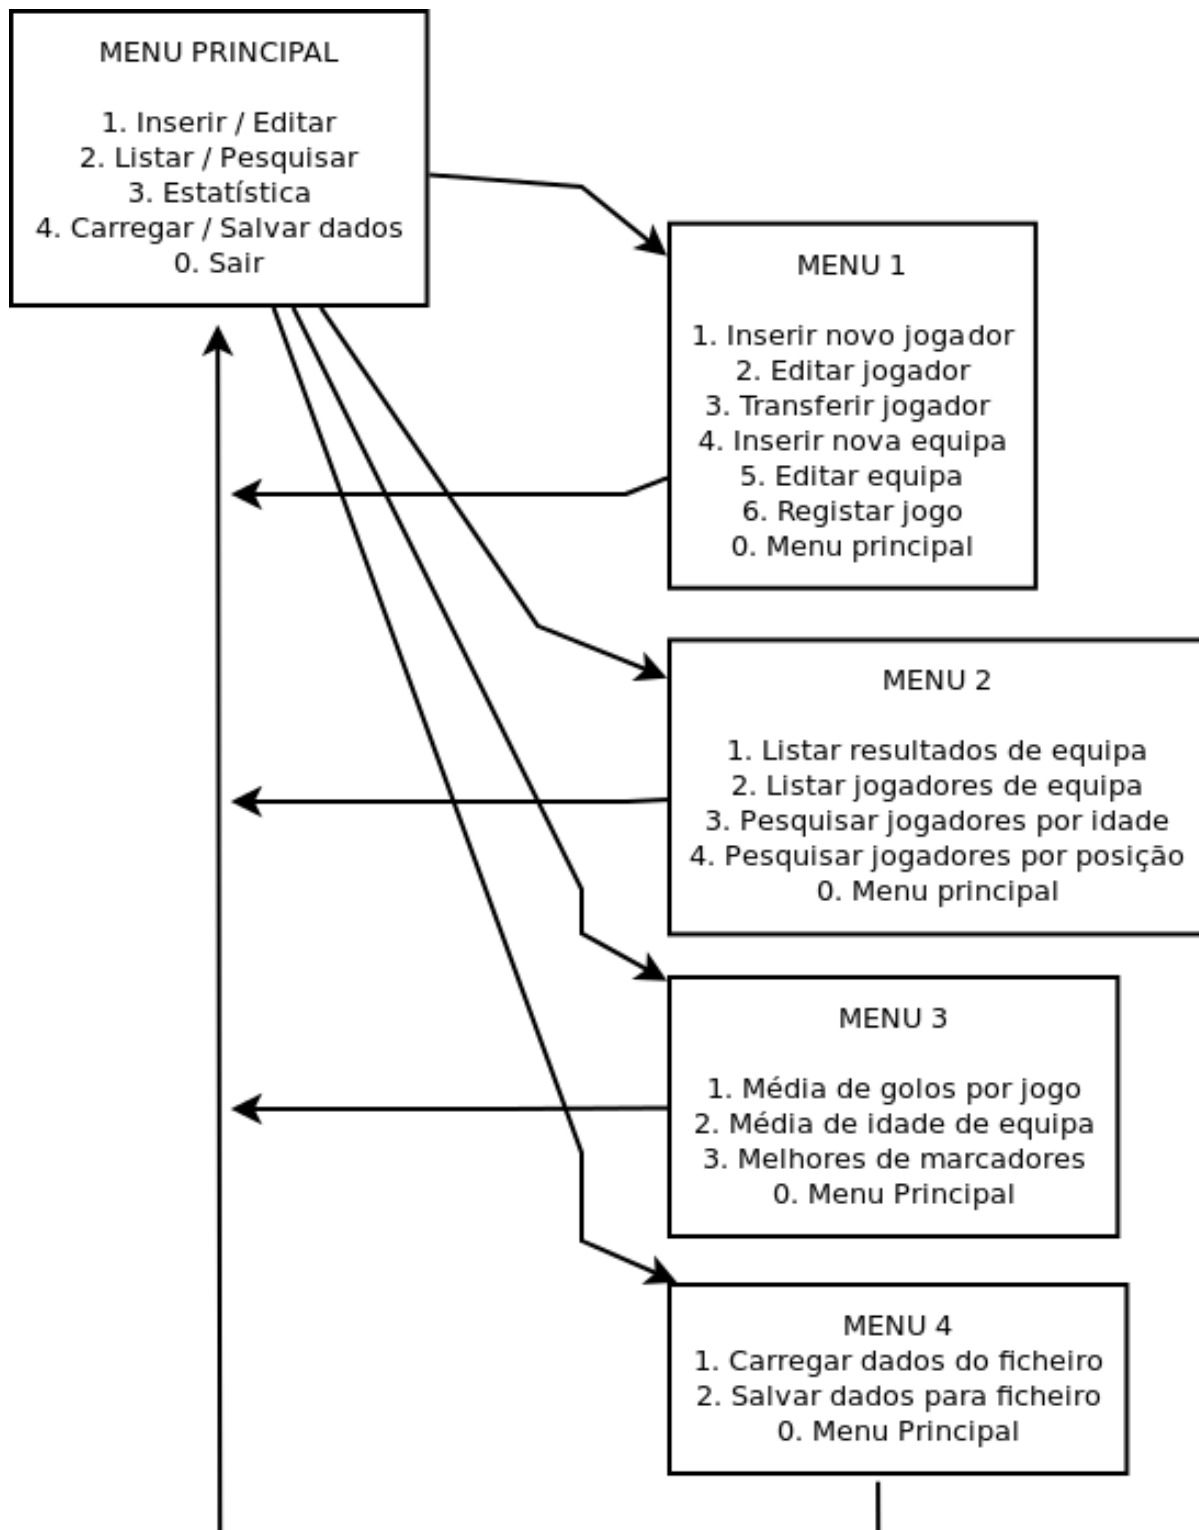 MENU PRINCIPAL
1. Inserir / Editar
2. Listar / Pesquisar
3. Estatística
4. Carregar / Salvar dados
0. Sair
MENU 1
1. Inserir novo jogador
2. Editar jogador
3. Transferir jogador
4. Inserir nova equipa
5. Editar equipa
6. Registar jogo
0. Menu principal
MENU 2
1. Listar resultados de equipa
2. Listar jogadores de equipa
3. Pesquisar jogadores por idade
4. Pesquisar jogadores por posição
0. Menu principal
MENU 3
1. Média de golos por jogo
2. Média de idade de equipa
3. Melhores de marcadores
0. Menu Principal
MENU 4
1. Carregar dados do ficheiro
2. Salvar dados para ficheiro
0. Menu Principal